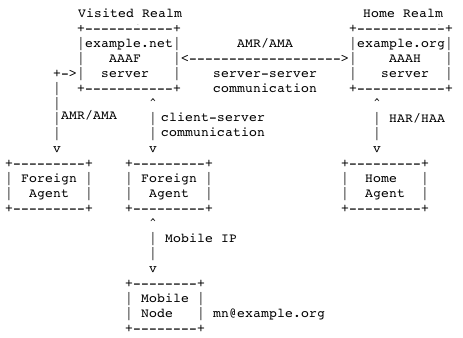 Visited Realm Home Realm
example.net AMR/AMA example.org
AAAF AAAH
server server-server server
communication
AMR/AMA client-server HAR/HAA
communication
Foreign Foreign Home
Agent Agent Agent
Mobile IP
Mobile
Node mn@example.org